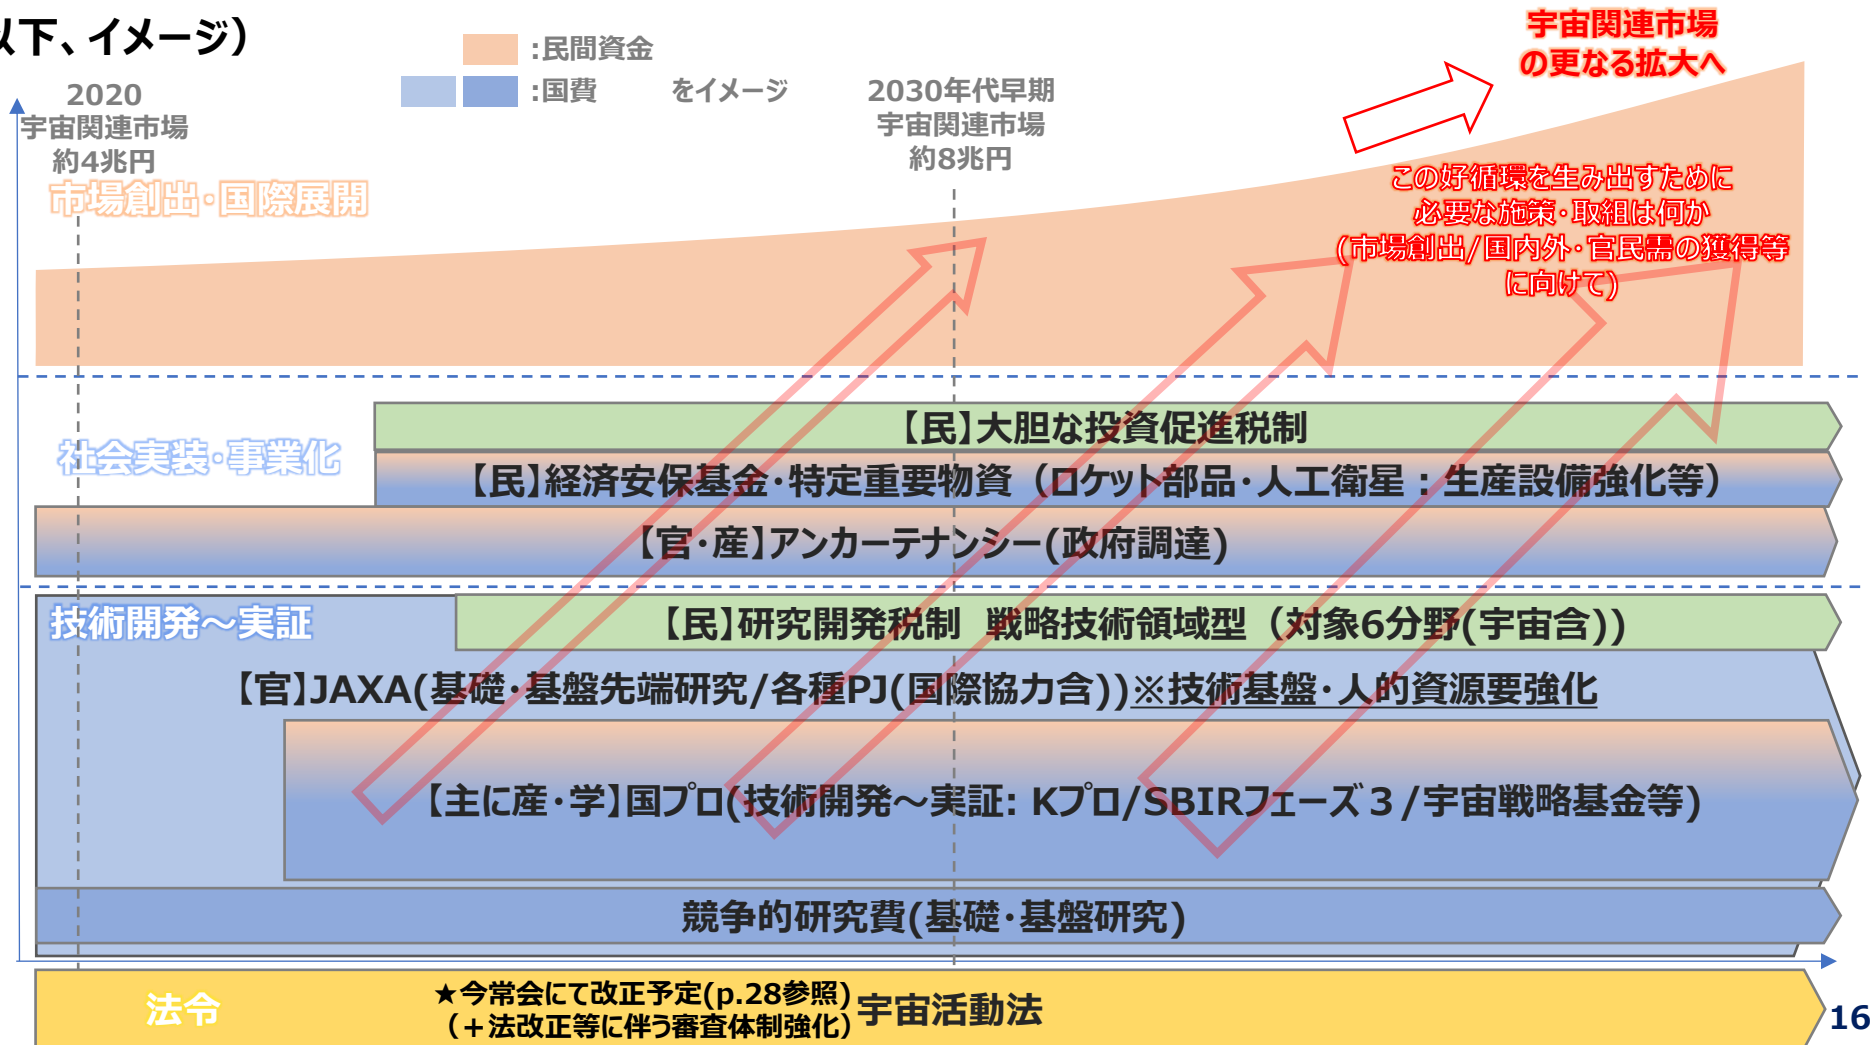 以下、イメージ）
:民間資金
:国費　　をイメージ
2020
宇宙関連市場
約4兆円
2030年代早期
宇宙関連市場
約8兆円
宇宙関連市場
の更なる拡大へ
市場創出・国際展開
この好循環を生み出すために
必要な施策・取組は何か
(市場創出/国内外・官民需の獲得等
に向けて)
社会実装・事業化
【民】大胆な投資促進税制
【民】経済安保基金・特定重要物資（ロケット部品・人工衛星：生産設備強化等）
【官・産】アンカーテナンシー(政府調達)
技術開発～実証
【民】研究開発税制 戦略技術領域型（対象6分野(宇宙含)）
【官】JAXA(基礎・基盤先端研究/各種PJ(国際協力含))※技術基盤・人的資源要強化
【主に産・学】国プロ(技術開発～実証: Kプロ/SBIRフェーズ３/宇宙戦略基金等)
競争的研究費(基礎・基盤研究)
法令
★今常会にて改正予定(p.28参照)
（＋法改正等に伴う審査体制強化）
宇宙活動法
16